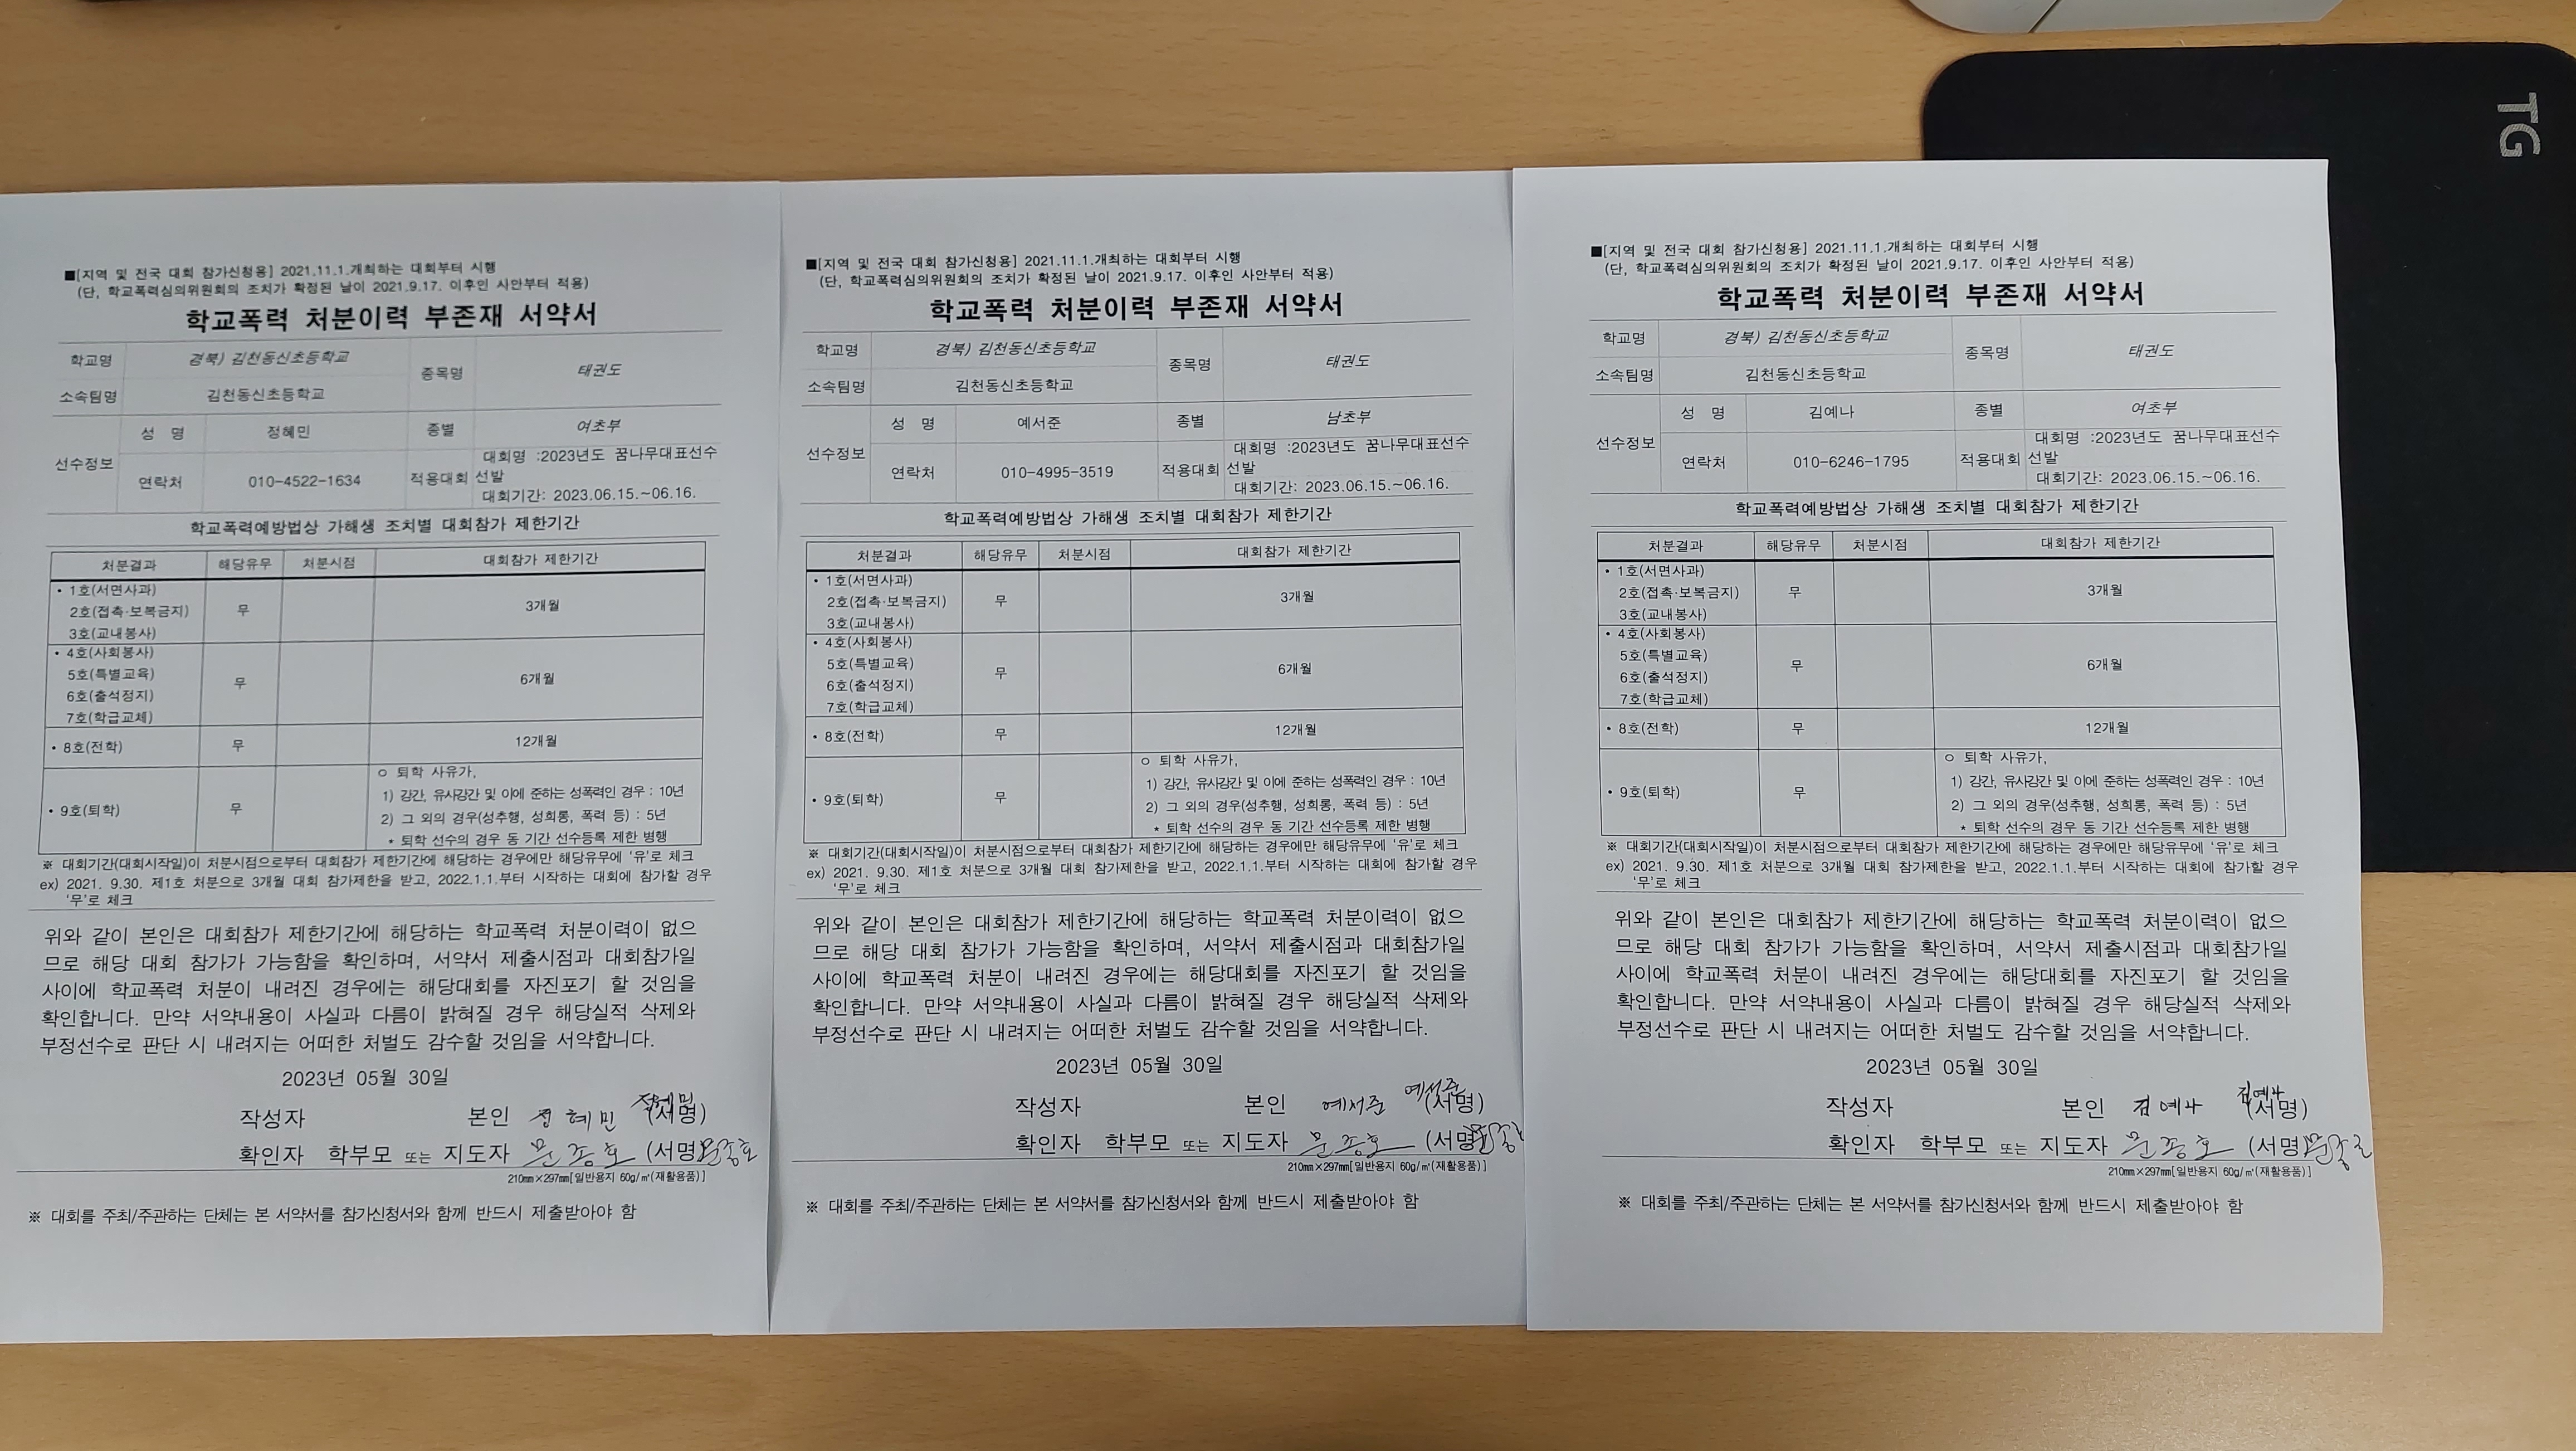 TG
■[지역 및 전국 대회 참가신청용] 2021.11.1.개최하는 대회부터 시행
(단, 학교폭력심의위원회의 조치가 확정된 날이 2021.9.17. 이후인 사안부터 적용)
학교폭력 처분이력 부존재 서약서
학교명 경북) 김천동신초등학교 종목명 태권도
소속팀명 김천동신초등학교
선수정보 성 명 정혜민 종별 여초부
연락처 010-4522-1634 적용대회 대회명 :2023년도 꿈나무대표선수
선발
대회기간: 2023.06.15.~06.16.
학교폭력예방법상 가해생 조치별 대회참가 제한기간
처분결과 해당유무 처분시점 대회참가 제한기간
• 1호(서면사과)
2호(접촉·보복금지) 무 3개월
3호(교내봉사)
• 4호(사회봉사)
5호(특별교육) 무 6개월
6호(출석정지)
7호(학급교체)
• 8호(전학) 무 12개월
• 9호(퇴학) 무 ○ 퇴학 사유가,
1) 강간, 유사강간 및 이에 준하는 성폭력인 경우 : 10년
2) 그 외의 경우(성추행, 성희롱, 폭력 등) : 5년
* 퇴학 선수의 경우 동 기간 선수등록 제한 병행
※ 대회기간(대회시작일)이 처분시점으로부터 대회참가 제한기간에 해당하는 경우에만 해당유무에 '유'로 체크
ex) 2021. 9.30. 제1호 처분으로 3개월 대회 참가제한을 받고, 2022.1.1.부터 시작하는 대회에 참가할 경우
'무'로 체크
위와 같이 본인은 대회참가 제한기간에 해당하는 학교폭력 처분이력이 없으
므로 해당 대회 참가가 가능함을 확인하며, 서약서 제출시점과 대회참가일
사이에 학교폭력 처분이 내려진 경우에는 해당대회를 자진포기 할 것임을
확인합니다. 만약 서약내용이 사실과 다름이 밝혀질 경우 해당실적 삭제와
부정선수로 판단 시 내려지는 어떠한 처벌도 감수할 것임을 서약합니다.
2023년 05월 30일
작성자 본인 정혜민 (서명) 정혜민
확인자 학부모 또는 지도자 문종호 (서명) 문종호
210㎜×297㎜[일반용지 60g/㎡(재활용품)]
※ 대회를 주최/주관하는 단체는 본 서약서를 참가신청서와 함께 반드시 제출받아야 함
■[지역 및 전국 대회 참가신청용] 2021.11.1.개최하는 대회부터 시행
(단, 학교폭력심의위원회의 조치가 확정된 날이 2021.9.17. 이후인 사안부터 적용)
학교폭력 처분이력 부존재 서약서
학교명 경북) 김천동신초등학교 종목명 태권도
소속팀명 김천동신초등학교
선수정보 성 명 예서준 종별 남초부
연락처 010-4995-3519 적용대회 대회명 :2023년도 꿈나무대표선수
선발
대회기간: 2023.06.15.~06.16.
학교폭력예방법상 가해생 조치별 대회참가 제한기간
처분결과 해당유무 처분시점 대회참가 제한기간
• 1호(서면사과)
2호(접촉·보복금지) 무 3개월
3호(교내봉사)
• 4호(사회봉사)
5호(특별교육) 무 6개월
6호(출석정지)
7호(학급교체)
• 8호(전학) 무 12개월
• 9호(퇴학) 무 ○ 퇴학 사유가,
1) 강간, 유사강간 및 이에 준하는 성폭력인 경우 : 10년
2) 그 외의 경우(성추행, 성희롱, 폭력 등) : 5년
* 퇴학 선수의 경우 동 기간 선수등록 제한 병행
※ 대회기간(대회시작일)이 처분시점으로부터 대회참가 제한기간에 해당하는 경우에만 해당유무에 '유'로 체크
ex) 2021. 9.30. 제1호 처분으로 3개월 대회 참가제한을 받고, 2022.1.1.부터 시작하는 대회에 참가할 경우
'무'로 체크
위와 같이 본인은 대회참가 제한기간에 해당하는 학교폭력 처분이력이 없으
므로 해당 대회 참가가 가능함을 확인하며, 서약서 제출시점과 대회참가일
사이에 학교폭력 처분이 내려진 경우에는 해당대회를 자진포기 할 것임을
확인합니다. 만약 서약내용이 사실과 다름이 밝혀질 경우 해당실적 삭제와
부정선수로 판단 시 내려지는 어떠한 처벌도 감수할 것임을 서약합니다.
2023년 05월 30일
작성자 본인 예서준 (서명) 예서준
확인자 학부모 또는 지도자 문종호 (서명) 문종
210㎜×297㎜[일반용지 60g/㎡(재활용품)]
※ 대회를 주최/주관하는 단체는 본 서약서를 참가신청서와 함께 반드시 제출받아야 함
■[지역 및 전국 대회 참가신청용] 2021.11.1.개최하는 대회부터 시행
(단, 학교폭력심의위원회의 조치가 확정된 날이 2021.9.17. 이후인 사안부터 적용)
학교폭력 처분이력 부존재 서약서
학교명 경북) 김천동신초등학교 종목명 태권도
소속팀명 김천동신초등학교
선수정보 성 명 김예나 종별 여초부
연락처 010-6246-1795 적용대회 대회명 :2023년도 꿈나무대표선수
선발
대회기간: 2023.06.15.~06.16.
학교폭력예방법상 가해생 조치별 대회참가 제한기간
처분결과 해당유무 처분시점 대회참가 제한기간
• 1호(서면사과)
2호(접촉·보복금지) 무 3개월
3호(교내봉사)
• 4호(사회봉사)
5호(특별교육) 무 6개월
6호(출석정지)
7호(학급교체)
• 8호(전학) 무 12개월
• 9호(퇴학) 무 ○ 퇴학 사유가,
1) 강간, 유사강간 및 이에 준하는 성폭력인 경우 : 10년
2) 그 외의 경우(성추행, 성희롱, 폭력 등) : 5년
* 퇴학 선수의 경우 동 기간 선수등록 제한 병행
※ 대회기간(대회시작일)이 처분시점으로부터 대회참가 제한기간에 해당하는 경우에만 해당유무에 '유'로 체크
ex) 2021. 9.30. 제1호 처분으로 3개월 대회 참가제한을 받고, 2022.1.1.부터 시작하는 대회에 참가할 경우
'무'로 체크
위와 같이 본인은 대회참가 제한기간에 해당하는 학교폭력 처분이력이 없으
므로 해당 대회 참가가 가능함을 확인하며, 서약서 제출시점과 대회참가일
사이에 학교폭력 처분이 내려진 경우에는 해당대회를 자진포기 할 것임을
확인합니다. 만약 서약내용이 사실과 다름이 밝혀질 경우 해당실적 삭제와
부정선수로 판단 시 내려지는 어떠한 처벌도 감수할 것임을 서약합니다.
2023년 05월 30일
작성자 본인 김예나 (서명) 김예나
확인자 학부모 또는 지도자 문종호 (서명) 문종호
210㎜×297㎜[일반용지 60g/㎡(재활용품)]
※ 대회를 주최/주관하는 단체는 본 서약서를 참가신청서와 함께 반드시 제출받아야 함